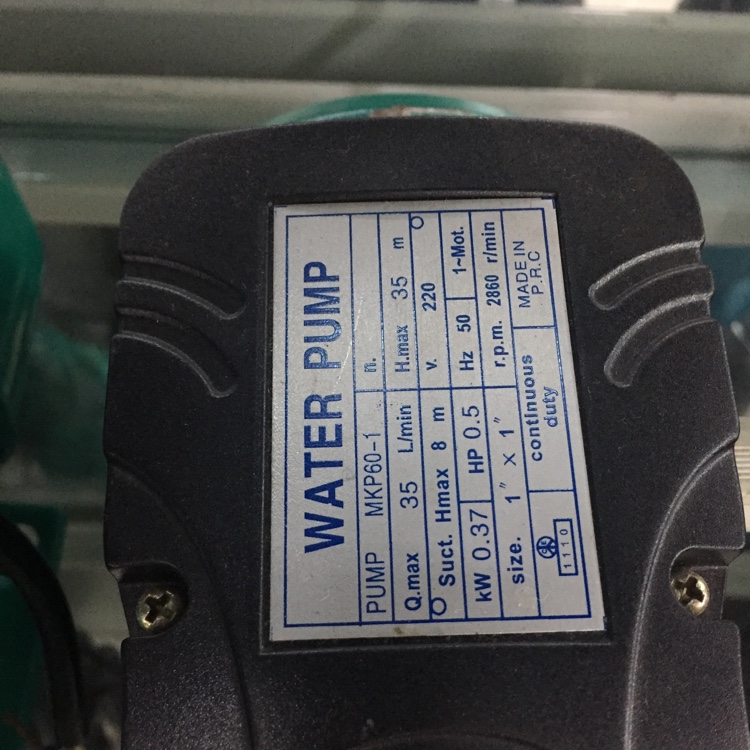 WATER PUMP
PUMP MKP60-1 n.
Q.max 35 L/min H.max 35 m
Suct. Hmax 8 m v. 220
kW 0.37 HP 0.5 Hz 50 1~Mot.
size. 1" X 1" r.p.m. 2860 r/min
continuous duty MADE IN P.R.C
1110